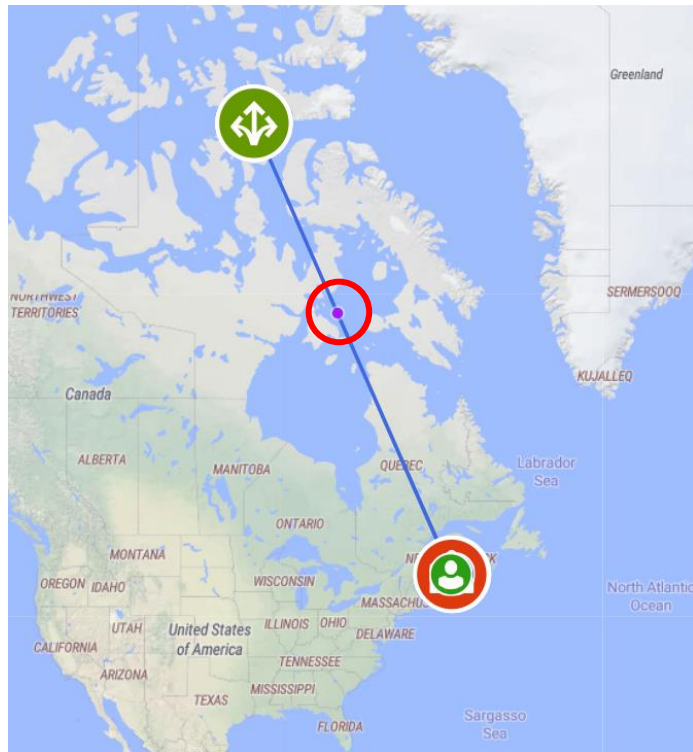 Greenland
NORTHWEST
TERRITORIES
SERMERSOOQ
KUJALLEQ
Canada
ALBERTA
MANITOBA
QUEBEC
Labrador
Sea
ONTARIO
MONTANA
OREGON
IDAHO
WISCONSIN
MASSACHUS
North Atlantic
Ocean
UTAH
United States
of America
ILLINOIS
OHIO
DELAWARE
CALIFORNIA
ARIZONA
TENNESSEE
TEXAS
MISSISSIPPI
FLORIDA
Sargasso
Sea